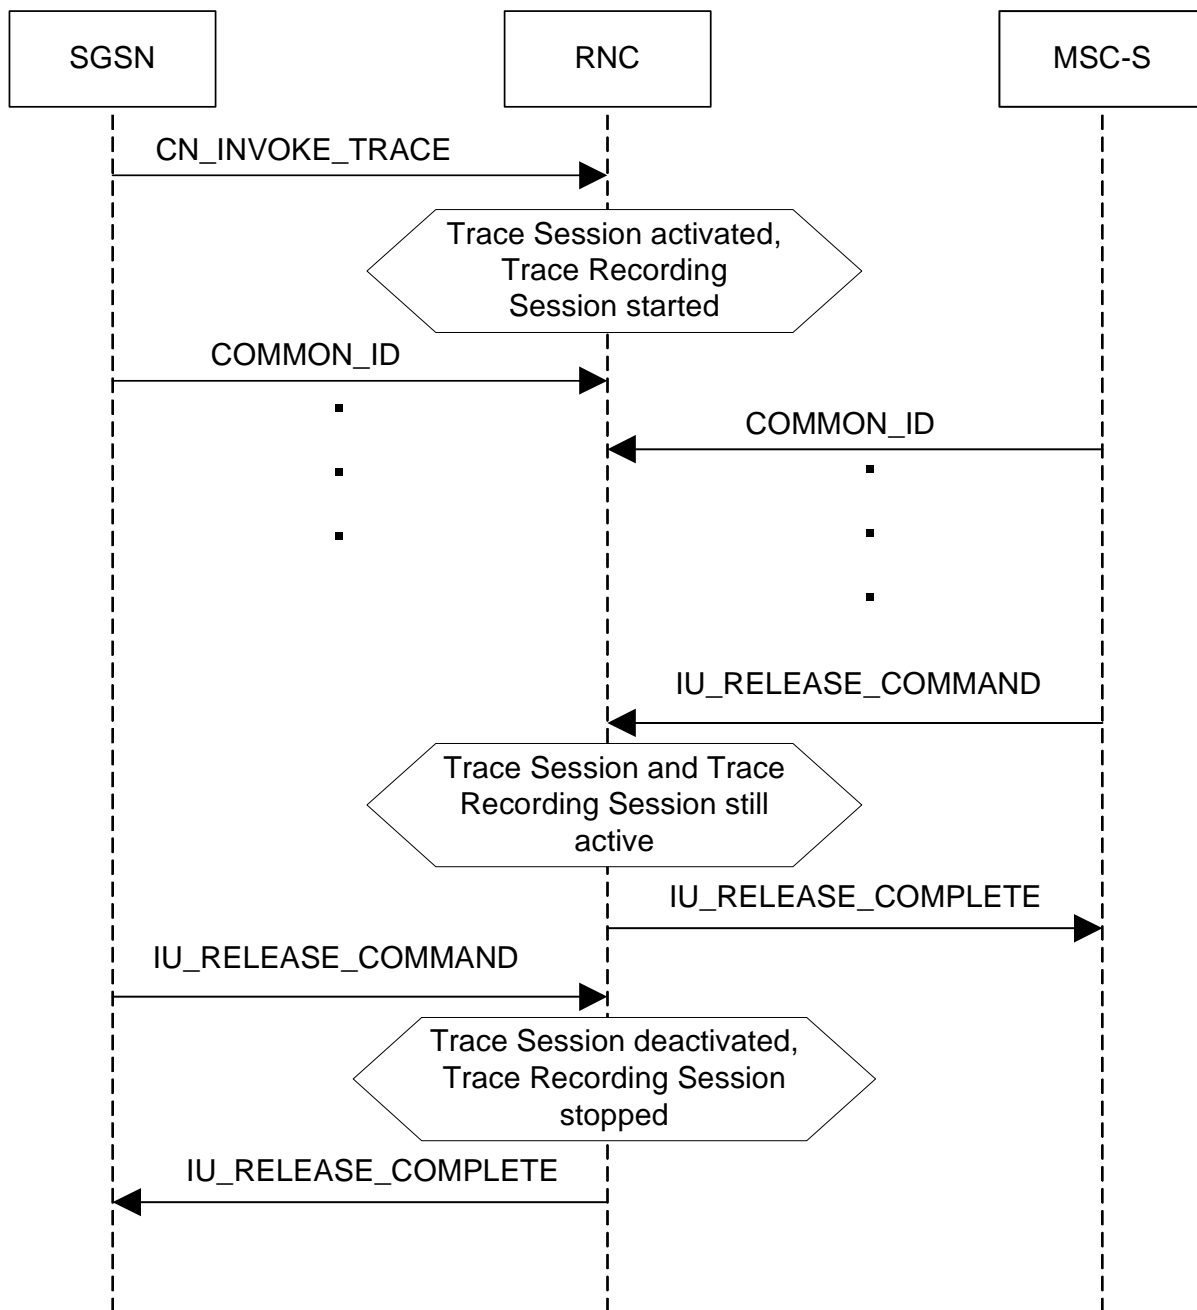 SGSN
RNC
MSC-S
CN_INVOKE_TRACE
Trace Session activated,
Trace Recording
Session started
COMMON_ID
COMMON_ID
IU_RELEASE_COMMAND
Trace Session and Trace
Recording Session still
active
IU_RELEASE_COMPLETE
IU_RELEASE_COMMAND
Trace Session deactivated,
Trace Recording Session
stopped
IU_RELEASE_COMPLETE